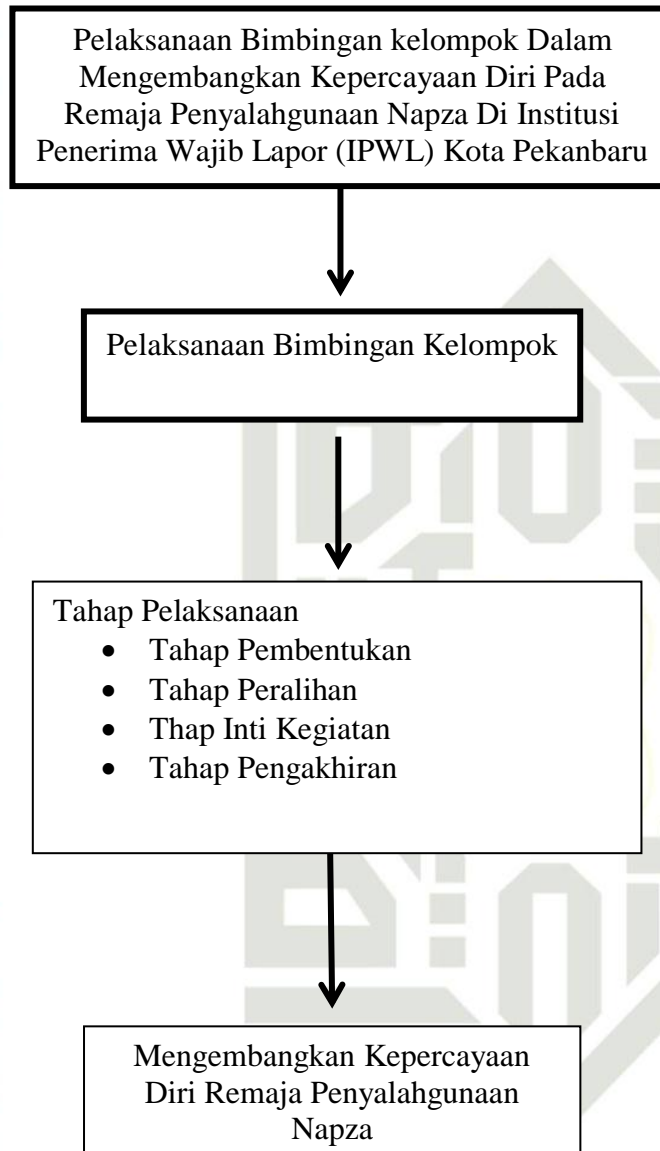 Pelaksanaan Bimbingan kelompok Dalam
Mengembangkan Kepercayaan Diri Pada
Remaja Penyalahgunaan Napza Di Institusi
Penerima Wajib Lapor (IPWL) Kota Pekanbaru
Pelaksanaan Bimbingan Kelompok
Tahap Pelaksanaan
• Tahap Pembentukan
• Tahap Peralihan
• Thap Inti Kegiatan
• Tahap Pengakhiran
Mengembangkan Kepercayaan
Diri Remaja Penyalahgunaan
Napza